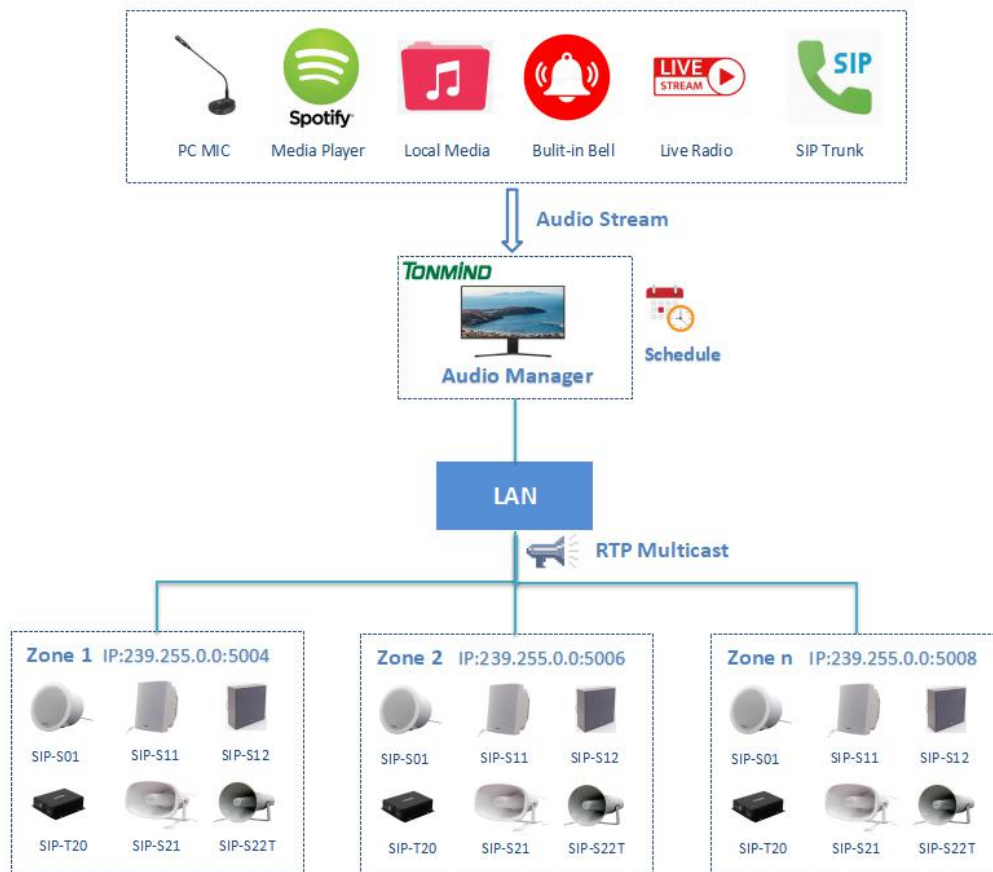 LIVE
STREAM
SIP
Spotify
PC MIC Media Player Local Media Bulit-in Bell Live Radio SIP Trunk
Audio Stream
TONMIND
Schedule
Audio Manager
LAN
RTP Multicast
Zone 1 IP:239.255.0.0:5004
SIP-S01 SIP-S11 SIP-S12
SIP-T20 SIP-S21 SIP-S22T
Zone 2 IP:239.255.0.0:5006
SIP-S01 SIP-S11 SIP-S12
SIP-T20 SIP-S21 SIP-S22T
Zone n IP:239.255.0.0:5008
SIP-S01 SIP-S11 SIP-S12
SIP-T20 SIP-S21 SIP-S22T